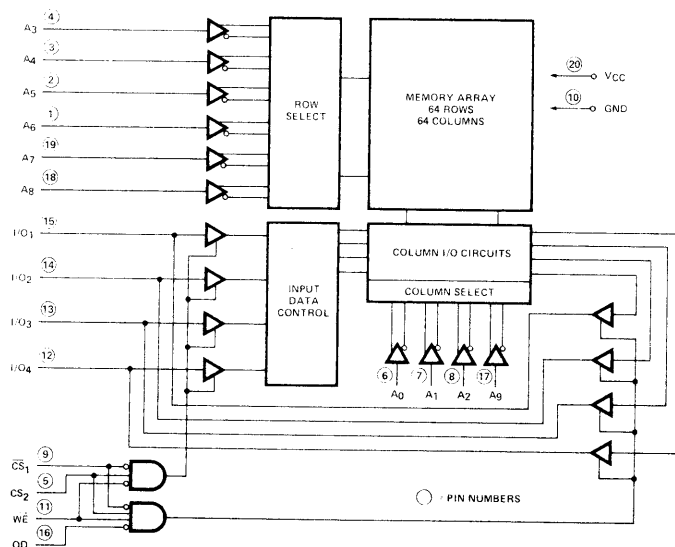 4
A3
3
A4
2
A5
1
A6
19
A7
18
A8
ROW
SELECT
MEMORY ARRAY
64 ROWS
64 COLUMNS
20
VCC
10
GND
15
I/O1
14
I/O2
13
I/O3
12
I/O4
INPUT
DATA
CONTROL
COLUMN I/O CIRCUITS
COLUMN SELECT
6 7 8 17
A0 A1 A2 A9
9
CS1
5
CS2
11
WE
16
OD
PIN NUMBERS